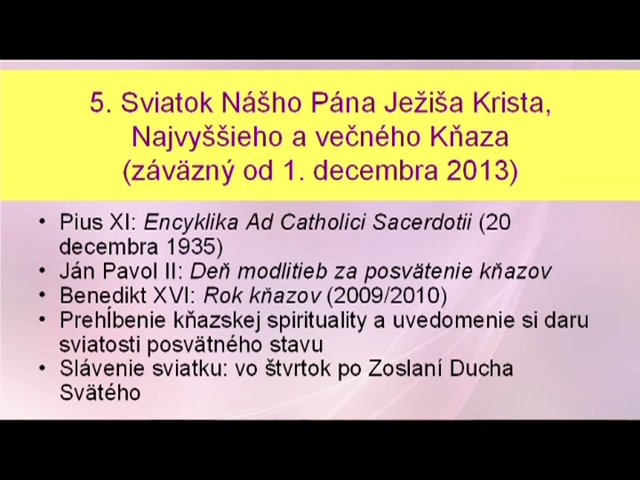 5. Sviatok Nášho Pána Ježiša Krista,
Najvyššieho a večného Kňaza
(záväzný od 1. decembra 2013)
• Pius XI: Encyklika Ad Catholici Sacerdotii (20
decembra 1935)
• Ján Pavol II: Deň modlitieb za posvätenie kňazov
• Benedikt XVI: Rok kňazov (2009/2010)
• Prehĺbenie kňazskej spirituality a uvedomenie si daru
sviatosti posvätného stavu
• Slávenie sviatku: vo štvrtok po Zoslaní Ducha
Svätého